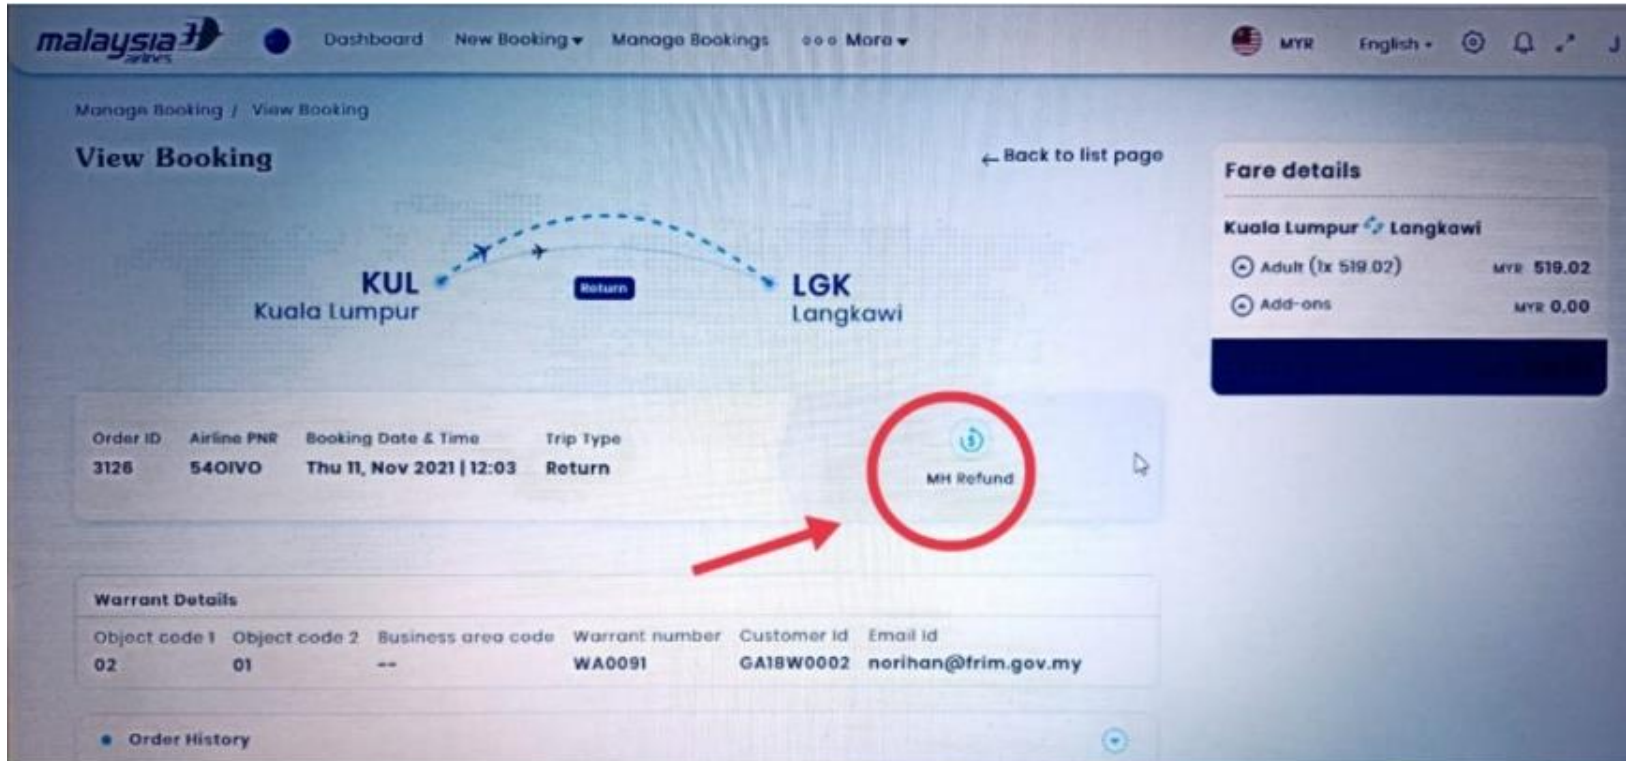 malaysia airlines Dashboard New Booking Manage Bookings More MYR English J
Manage Booking / View Booking
View Booking
← Back to list page
KUL
Kuala Lumpur
Return
LGK
Langkawi
Fare details
Kuala Lumpur Langkawi
Adult (1x 519.02) MYR 519.02
Add-ons MYR 0.00
Order ID Airline PNR Booking Date & Time Trip Type
3126 54OIVO Thu 11, Nov 2021 | 12:03 Return
MH Refund
Warrant Details
Object code 1 Object code 2 Business area code Warrant number Customer Id Email Id
02 01 -- WA0091 GA18W0002 norihan@frim.gov.my
Order History